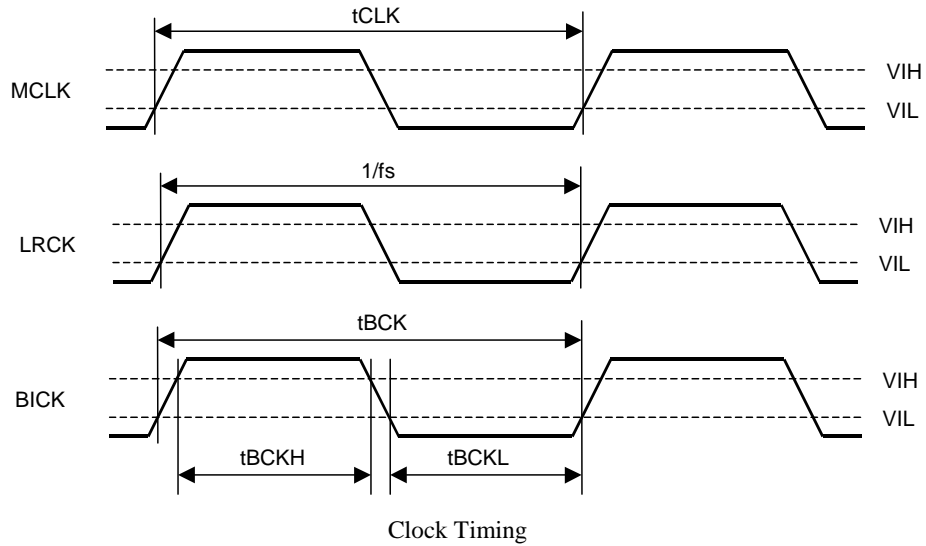 tCLK
VIH
MCLK
VIL
1/fs
VIH
LRCK
VIL
tBCK
VIH
BICK
VIL
tBCKH
tBCKL
Clock Timing